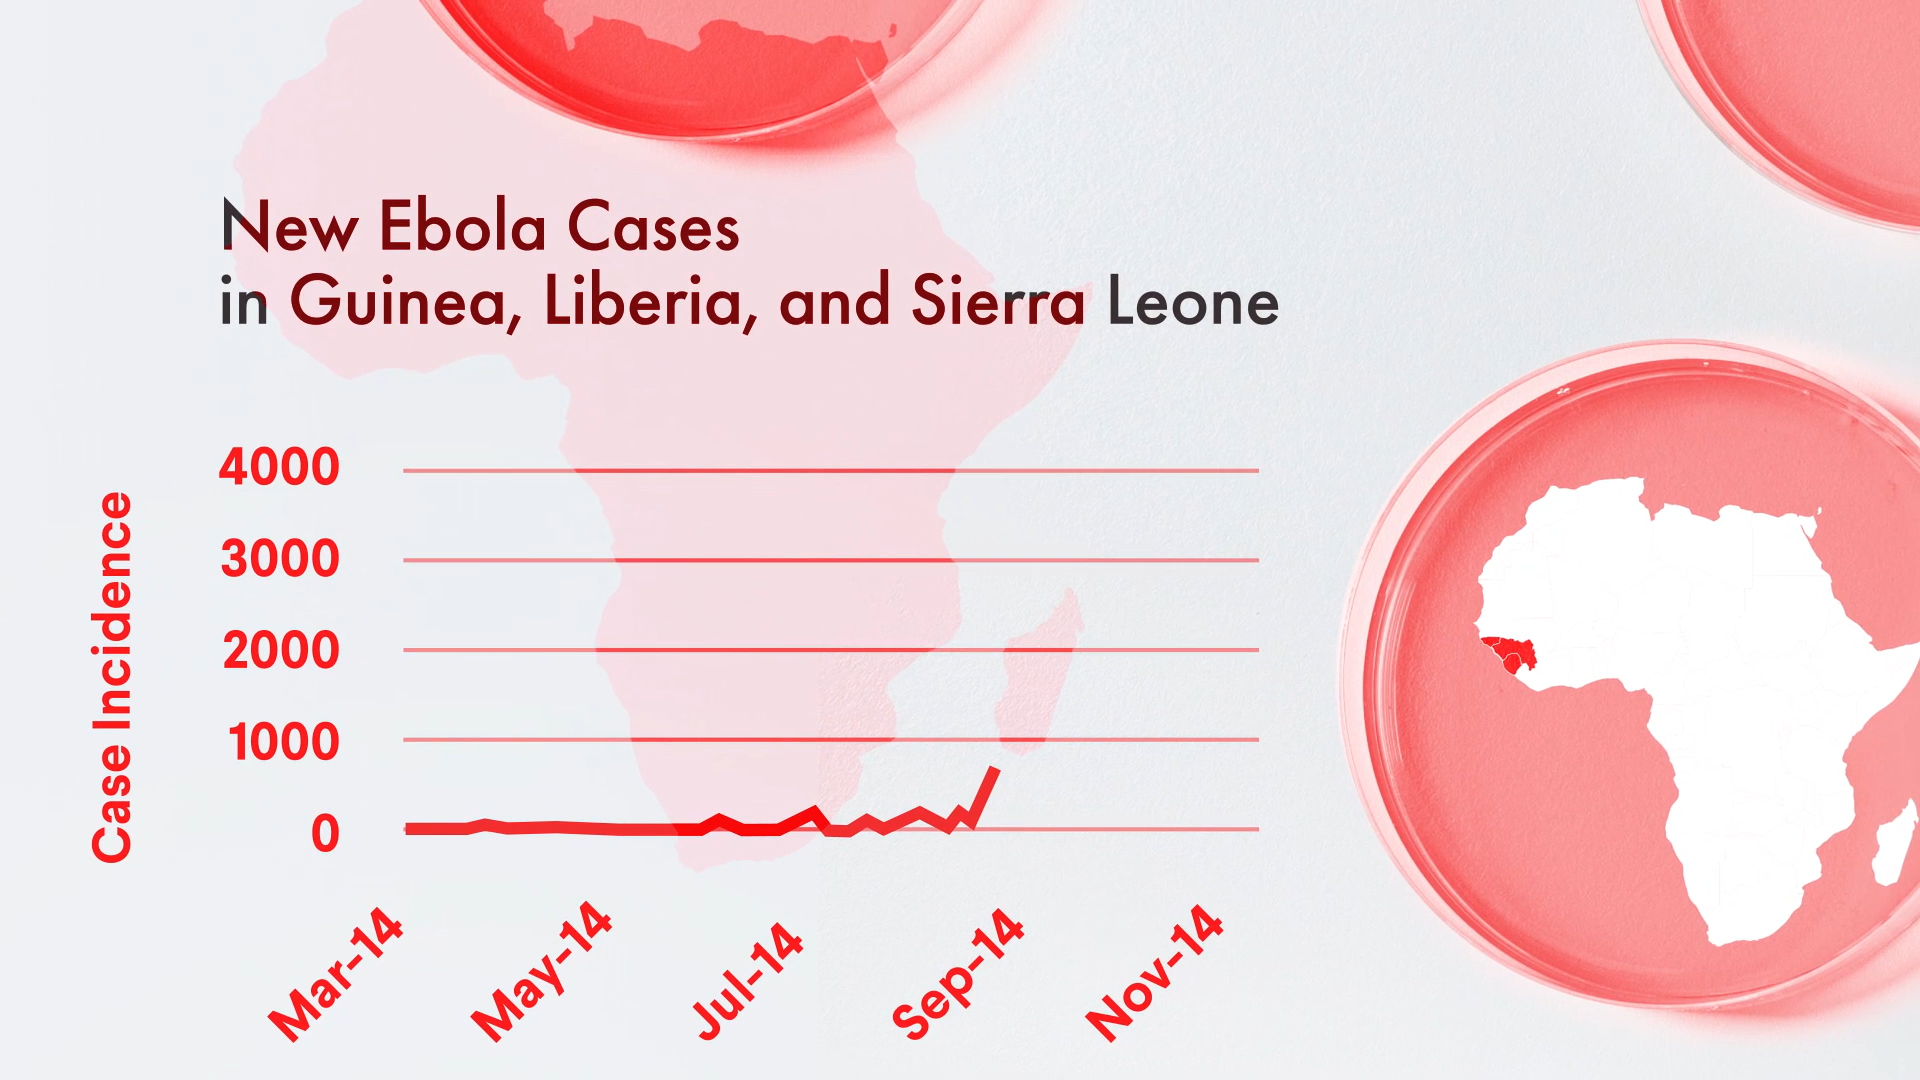 New Ebola Cases
in Guinea, Liberia, and Sierra Leone
Case Incidence
4000
3000
2000
1000
0
Mar-14
May-14
Jul-14
Sep-14
Nov-14